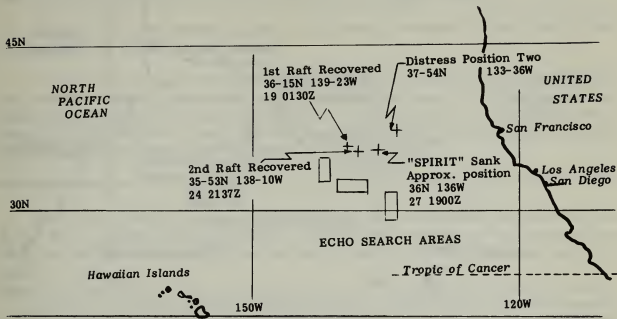 45N
Distress Position Two
37-54N 133-36W
1st Raft Recovered
36-15N 139-23W
19 0130Z
NORTH
PACIFIC
OCEAN
UNITED
STATES
San Francisco
2nd Raft Recovered
35-53N 138-10W
24 2137Z
"SPIRIT" Sank
Approx. position
36N 136W
27 1900Z
Los Angeles
San Diego
30N
ECHO SEARCH AREAS
Hawaiian Islands
Tropic of Cancer
150W
120W